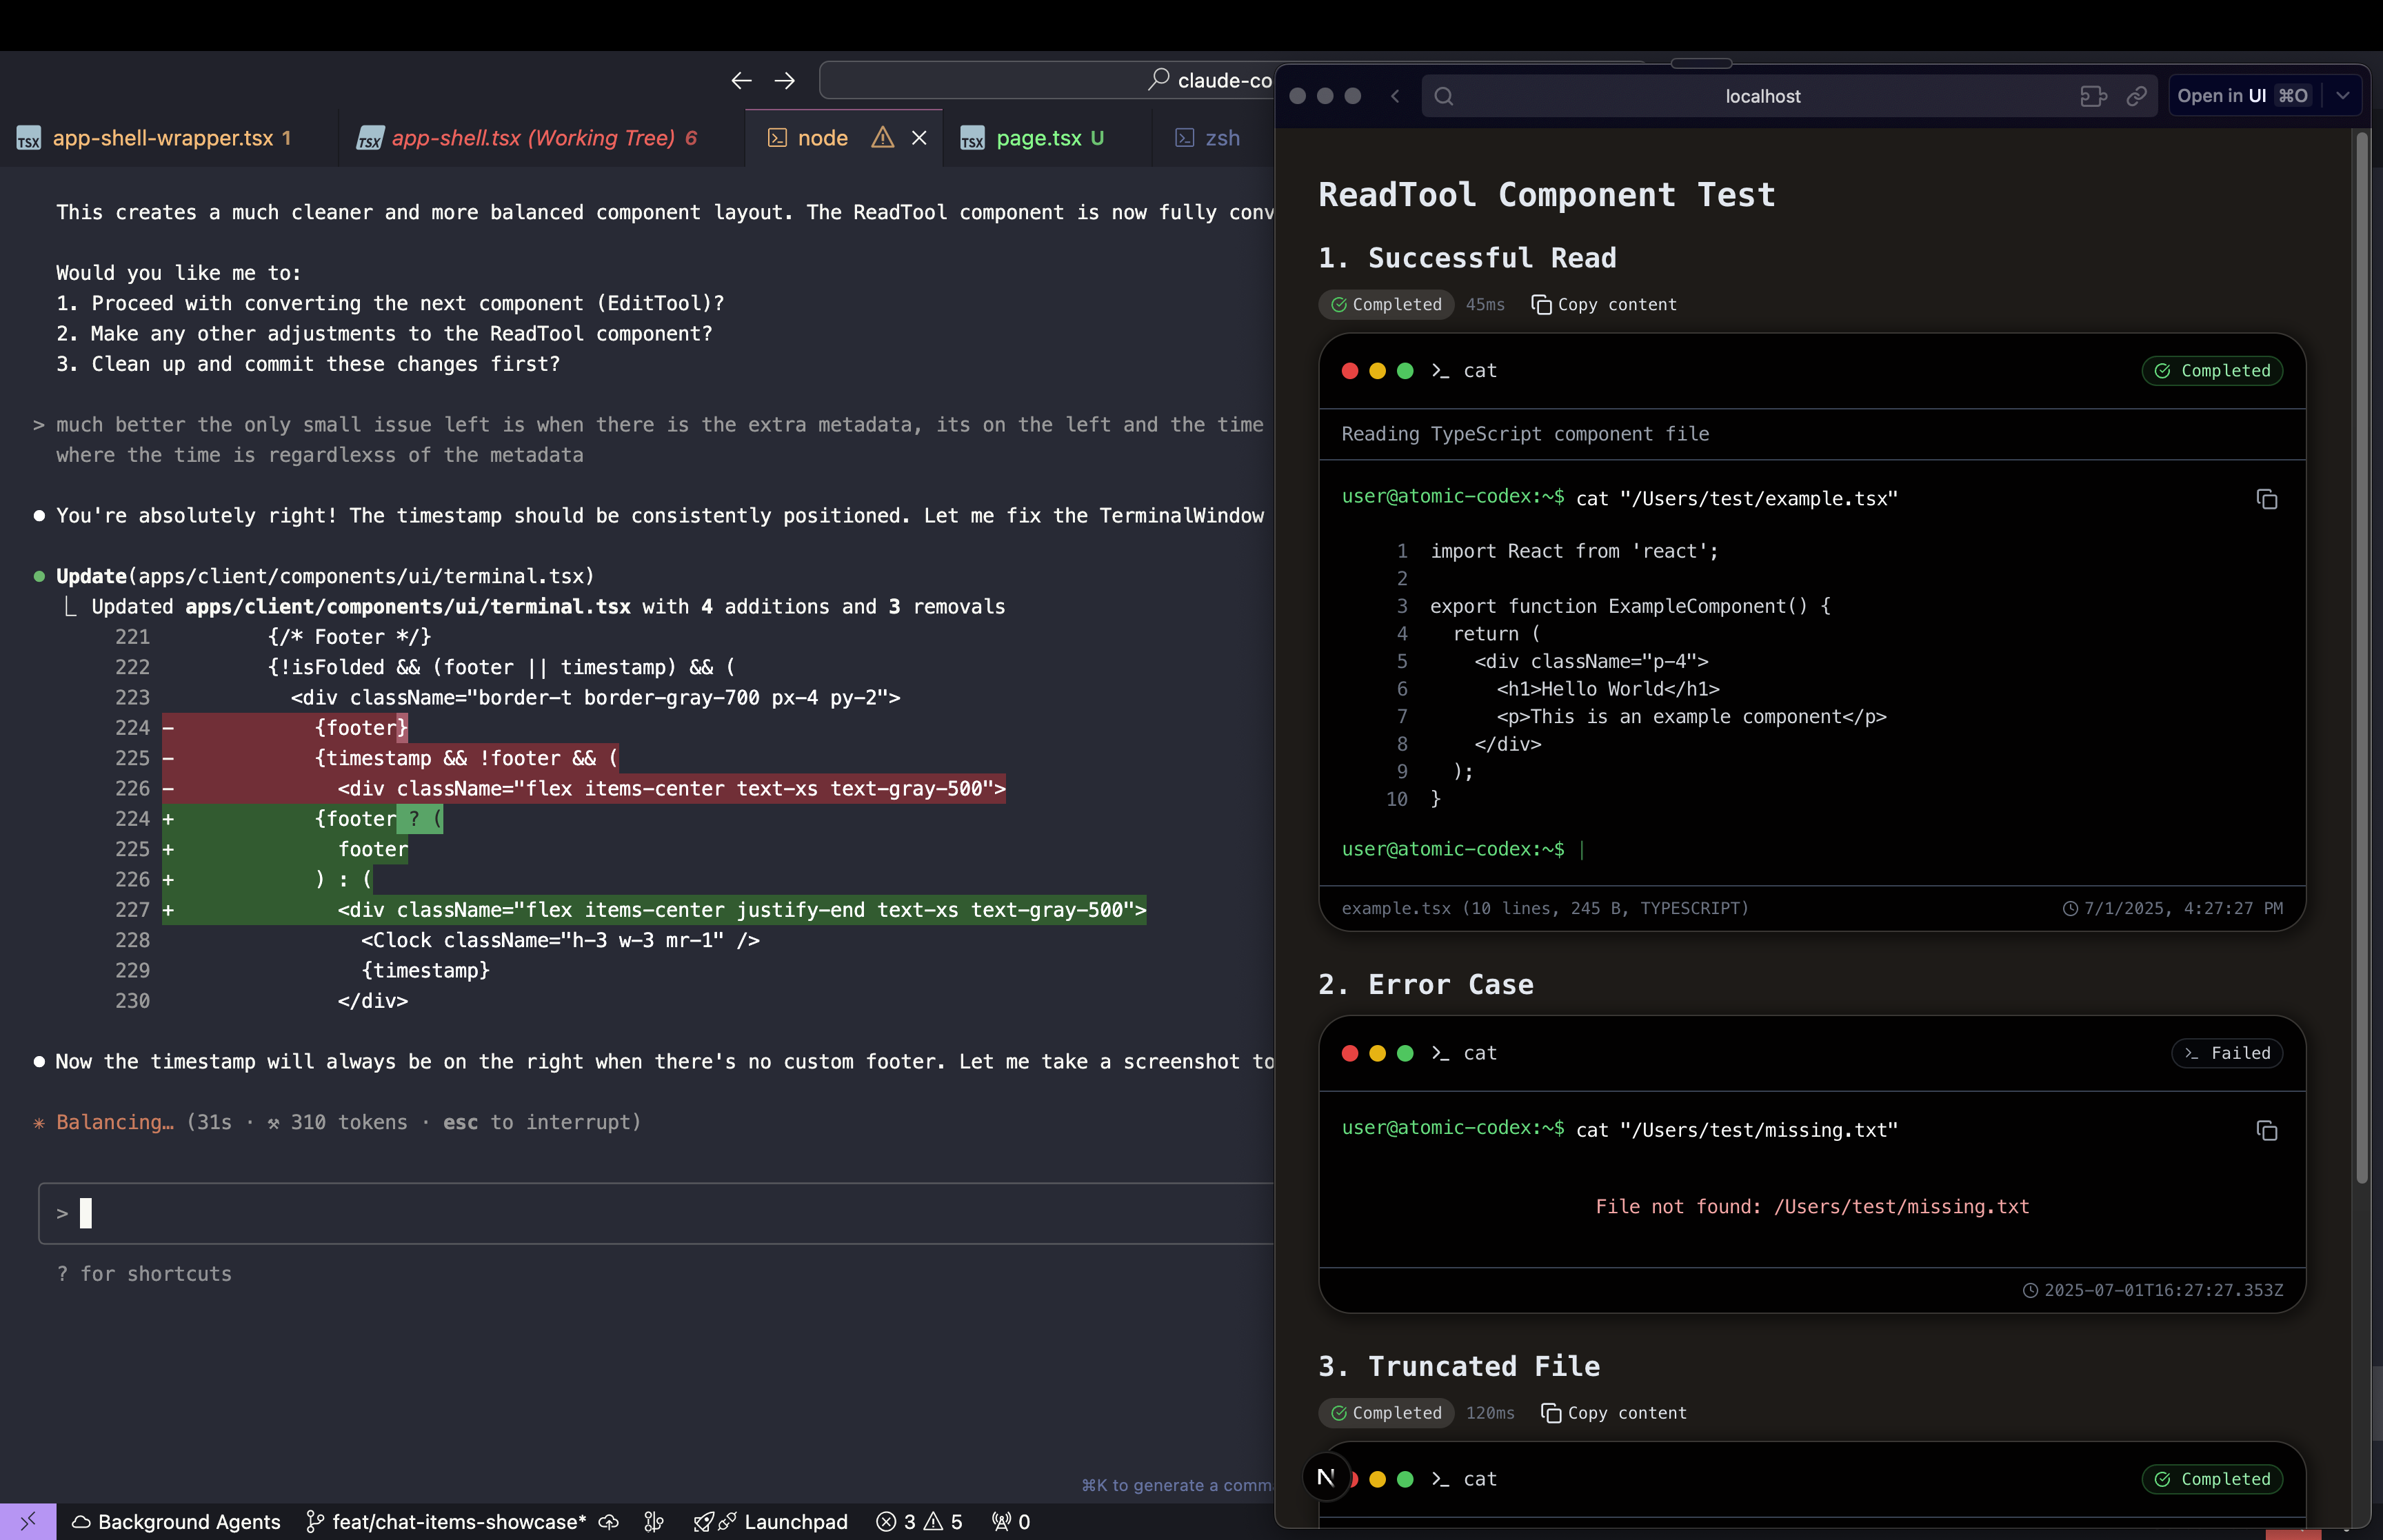 claude-co
app-shell-wrapper.tsx 1
app-shell.tsx (Working Tree) 6
node
page.tsx U
zsh
This creates a much cleaner and more balanced component layout. The ReadTool component is now fully conv
Would you like me to:
1. Proceed with converting the next component (EditTool)?
2. Make any other adjustments to the ReadTool component?
3. Clean up and commit these changes first?
> much better the only small issue left is when there is the extra metadata, its on the left and the time
where the time is regardlexss of the metadata
● You're absolutely right! The timestamp should be consistently positioned. Let me fix the TerminalWindow
● Update(apps/client/components/ui/terminal.tsx)
⎿ Updated apps/client/components/ui/terminal.tsx with 4 additions and 3 removals
221 {/* Footer */}
222 {!isFolded && (footer || timestamp) && (
223 <div className="border-t border-gray-700 px-4 py-2">
224 - {footer}
225 - {timestamp && !footer && (
226 - <div className="flex items-center text-xs text-gray-500">
224 + {footer ? (
225 + footer
226 + ) : (
227 + <div className="flex items-center justify-end text-xs text-gray-500">
228 <Clock className="h-3 w-3 mr-1" />
229 {timestamp}
230 </div>
● Now the timestamp will always be on the right when there's no custom footer. Let me take a screenshot to
✳ Balancing… (31s · ⚒ 310 tokens · esc to interrupt)
>
? for shortcuts
⌘K to generate a comm
Background Agents
feat/chat-items-showcase*
Launchpad
3
5
0
localhost
Open in UI ⌘O
ReadTool Component Test
1. Successful Read
Completed 45ms Copy content
>_ cat
Completed
Reading TypeScript component file
user@atomic-codex:~$ cat "/Users/test/example.tsx"
1 import React from 'react';
2
3 export function ExampleComponent() {
4 return (
5 <div className="p-4">
6 <h1>Hello World</h1>
7 <p>This is an example component</p>
8 </div>
9 );
10 }
user@atomic-codex:~$ |
example.tsx (10 lines, 245 B, TYPESCRIPT)
7/1/2025, 4:27:27 PM
2. Error Case
>_ cat
>_ Failed
user@atomic-codex:~$ cat "/Users/test/missing.txt"
File not found: /Users/test/missing.txt
2025-07-01T16:27:27.353Z
3. Truncated File
Completed 120ms Copy content
N
>_ cat
Completed